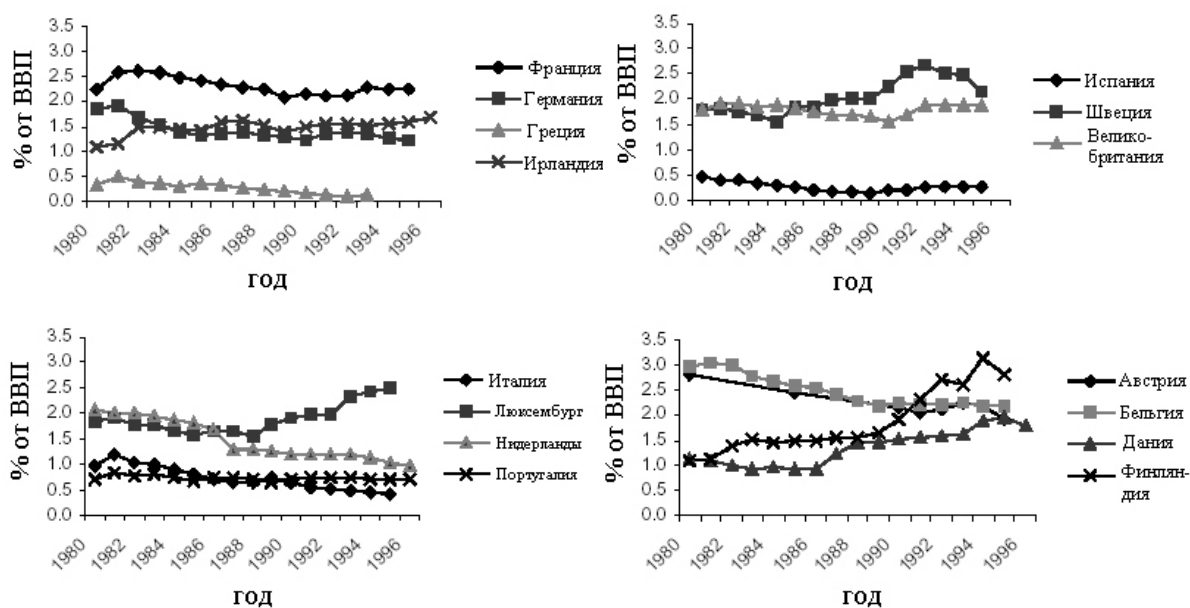 % от ВВП
3.5
3.0
2.5
2.0
1.5
1.0
0.5
0.0
1980
1982
1984
1986
1988
1990
1992
1994
1996
год
Франция
Германия
Греция
Ирландия
% от ВВП
3.5
3.0
2.5
2.0
1.5
1.0
0.5
0.0
1980
1982
1984
1986
1988
1990
1992
1994
1996
год
Испания
Швеция
Велико-
британия
% от ВВП
3.5
3.0
2.5
2.0
1.5
1.0
0.5
0.0
1980
1982
1984
1986
1988
1990
1992
1994
1996
год
Италия
Люксембург
Нидерланды
Португалия
% от ВВП
3.5
3.0
2.5
2.0
1.5
1.0
0.5
0.0
1980
1982
1984
1986
1988
1990
1992
1994
1996
год
Австрия
Бельгия
Дания
Финлян-
дия